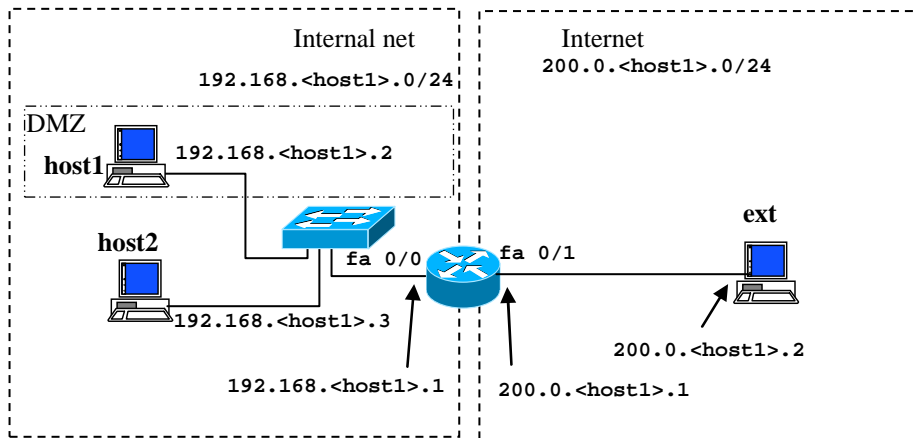 Internal net
192.168.<host1>.0/24
Internet
200.0.<host1>.0/24
DMZ
host1
192.168.<host1>.2
host2
192.168.<host1>.3
fa 0/0
fa 0/1
ext
192.168.<host1>.1
200.0.<host1>.1
200.0.<host1>.2